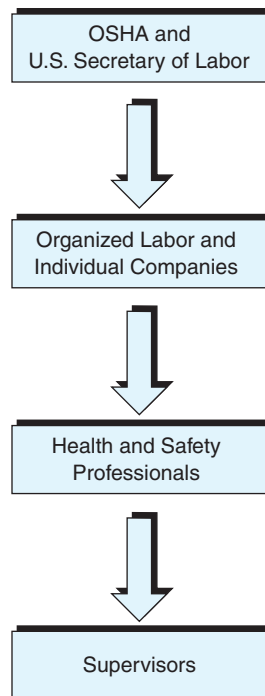 OSHA and
U.S. Secretary of Labor
Organized Labor and
Individual Companies
Health and Safety
Professionals
Supervisors